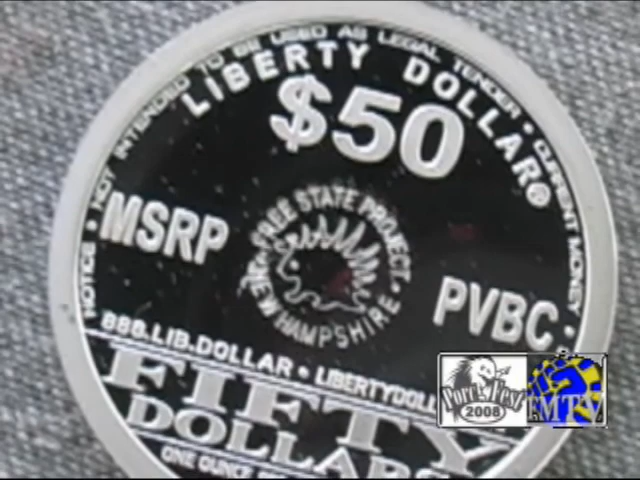 NOTICE • NOT INTENDED TO BE USED AS LEGAL TENDER • CURRENT MONEY •
LIBERTY DOLLAR®
$50
MSRP
FREE STATE PROJECT
NEW HAMPSHIRE
PVBC
888.LIB.DOLLAR • LIBERTYDOLL
FIFTY
DOLLARS
ONE OUNCE
PorcFest
2008
FMTV